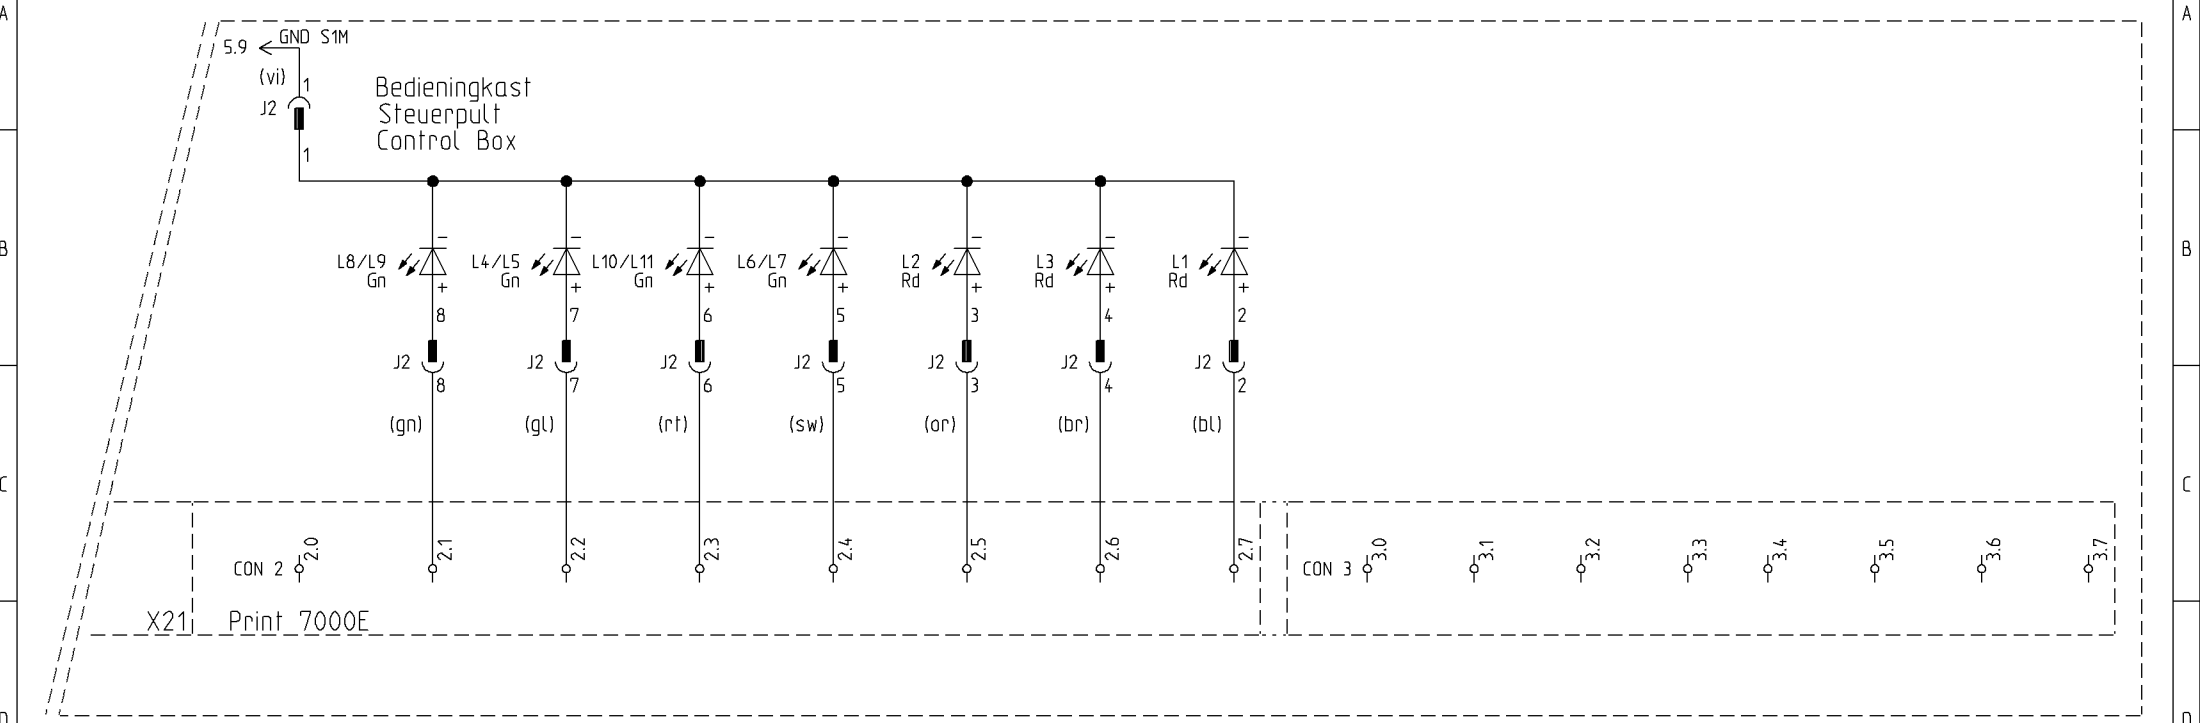 A
A
GND S1M
5.9
(vi)
1
J2
1
Bedieningkast
Steuerpult
Control Box
B
B
−
−
−
−
−
−
−
L8/L9
Gn
L4/L5
Gn
L10/L11
Gn
L6/L7
Gn
L2
Rd
L3
Rd
L1
Rd
+
+
+
+
+
+
+
8
7
6
5
3
4
2
J2
J2
J2
J2
J2
J2
J2
8
7
6
5
3
4
2
(gn)
(gl)
(rt)
(sw)
(or)
(br)
(bl)
C
C
CON 2
2.0
2.1
2.2
2.3
2.4
2.5
2.6
2.7
CON 3
3.0
3.1
3.2
3.3
3.4
3.5
3.6
3.7
X21
Print 7000E
D
D